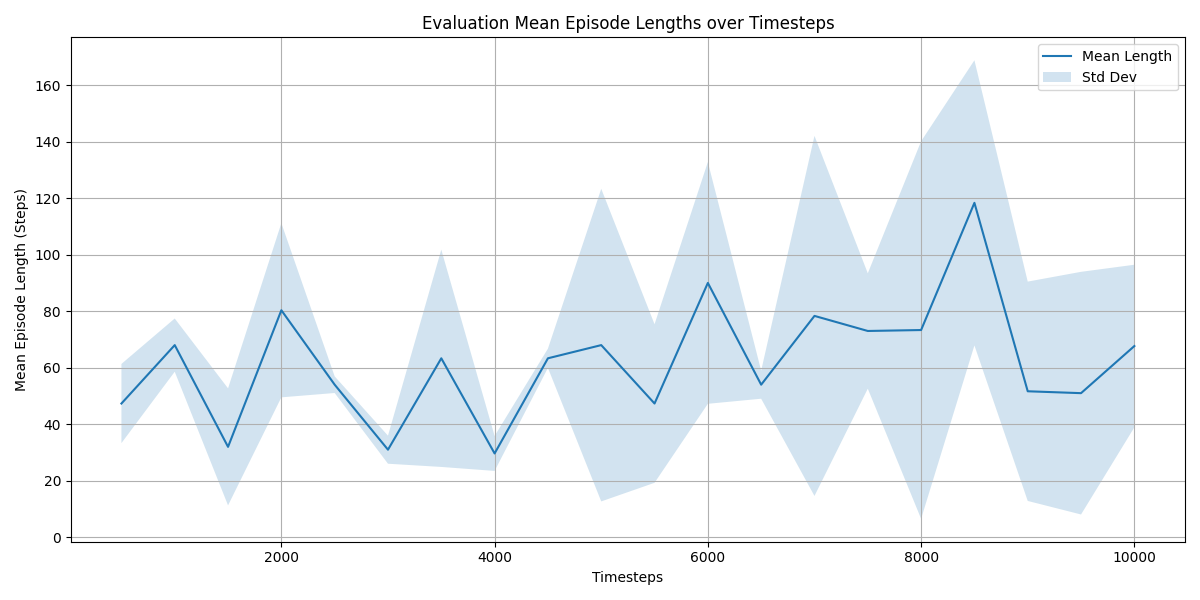 Evaluation Mean Episode Lengths over Timesteps
Mean Length
Std Dev
Mean Episode Length (Steps)
160
140
120
100
80
60
40
20
0
2000 4000 6000 8000 10000
Timesteps